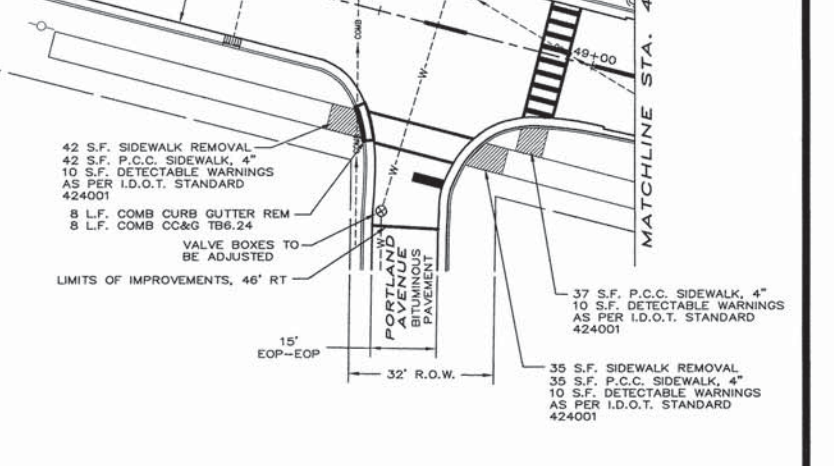 COMB
W
49+00
MATCHLINE STA. 4
42 S.F. SIDEWALK REMOVAL
42 S.F. P.C.C. SIDEWALK, 4"
10 S.F. DETECTABLE WARNINGS
AS PER I.D.O.T. STANDARD
424001
COMB
W
8 L.F. COMB CURB GUTTER REM
8 L.F. COMB CC&G TB6.24
VALVE BOXES TO
BE ADJUSTED
W
LIMITS OF IMPROVEMENTS, 46' RT
PORTLAND
AVENUE
BITUMINOUS
PAVEMENT
37 S.F. P.C.C. SIDEWALK, 4"
10 S.F. DETECTABLE WARNINGS
AS PER I.D.O.T. STANDARD
424001
15'
EOP-EOP
32' R.O.W.
35 S.F. SIDEWALK REMOVAL
35 S.F. P.C.C. SIDEWALK, 4"
10 S.F. DETECTABLE WARNINGS
AS PER I.D.O.T. STANDARD
424001